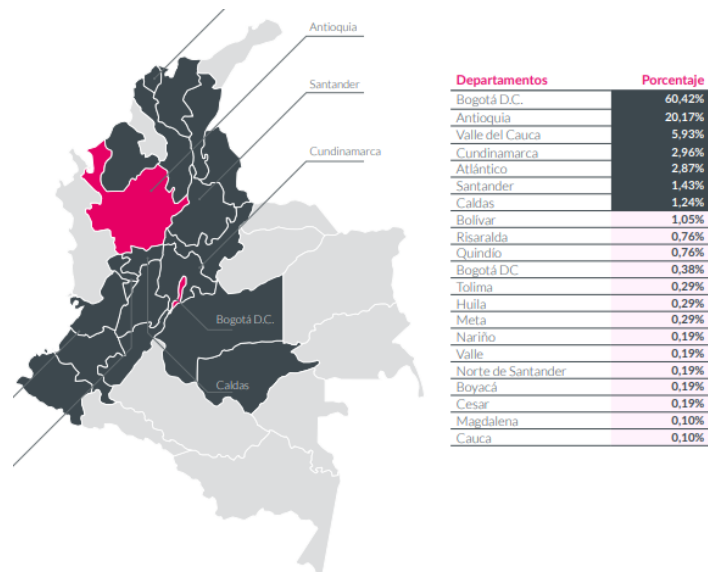 Antioquia
Santander
Cundinamarca
Bogotá D.C.
Caldas
Departamentos Porcentaje
Bogotá D.C. 60,42%
Antioquia 20,17%
Valle del Cauca 5,93%
Cundinamarca 2,96%
Atlántico 2,87%
Santander 1,43%
Caldas 1,24%
Bolívar 1,05%
Risaralda 0,76%
Quindío 0,76%
Bogotá DC 0,38%
Tolima 0,29%
Huila 0,29%
Meta 0,29%
Nariño 0,19%
Valle 0,19%
Norte de Santander 0,19%
Boyacá 0,19%
Cesar 0,19%
Magdalena 0,10%
Cauca 0,10%